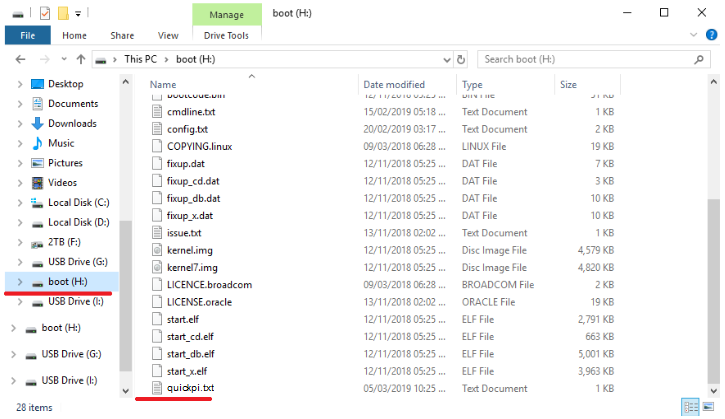 Manage
boot (H:)
File
Home
Share
View
Drive Tools
This PC > boot (H:)
Search boot (H:)
Name
Date modified
Type
Size
Desktop
Documents
Downloads
Music
Pictures
Videos
Local Disk (C:)
Local Disk (D:)
2TB (F:)
USB Drive (G:)
boot (H:)
USB Drive (I:)
boot (H:)
USB Drive (G:)
USB Drive (I:)
bootcode.bin 12/11/2018 05:25 ... BIN File 51 KB
cmdline.txt 15/02/2019 05:18 ... Text Document 1 KB
config.txt 20/02/2019 03:17 ... Text Document 2 KB
COPYING.linux 09/03/2018 06:28 ... LINUX File 19 KB
fixup.dat 12/11/2018 05:25 ... DAT File 7 KB
fixup_cd.dat 12/11/2018 05:25 ... DAT File 3 KB
fixup_db.dat 12/11/2018 05:25 ... DAT File 10 KB
fixup_x.dat 12/11/2018 05:25 ... DAT File 10 KB
issue.txt 13/11/2018 02:02 ... Text Document 1 KB
kernel.img 12/11/2018 05:25 ... Disc Image File 4,579 KB
kernel7.img 12/11/2018 05:25 ... Disc Image File 4,820 KB
LICENCE.broadcom 09/03/2018 06:28 ... BROADCOM File 2 KB
LICENSE.oracle 13/11/2018 02:02 ... ORACLE File 19 KB
start.elf 12/11/2018 05:25 ... ELF File 2,791 KB
start_cd.elf 12/11/2018 05:25 ... ELF File 663 KB
start_db.elf 12/11/2018 05:25 ... ELF File 5,001 KB
start_x.elf 12/11/2018 05:25 ... ELF File 3,963 KB
quickpi.txt 05/03/2019 10:25 ... Text Document 1 KB
28 items